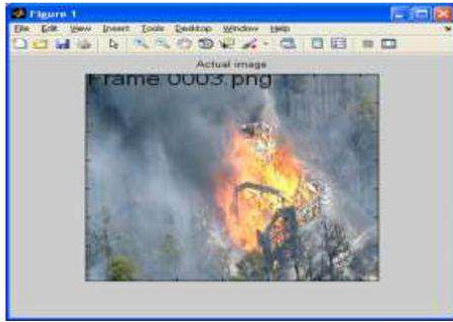 Figure 1
File Edit View Insert Tools Desktop Window Help
Actual image
Frame 0003.png